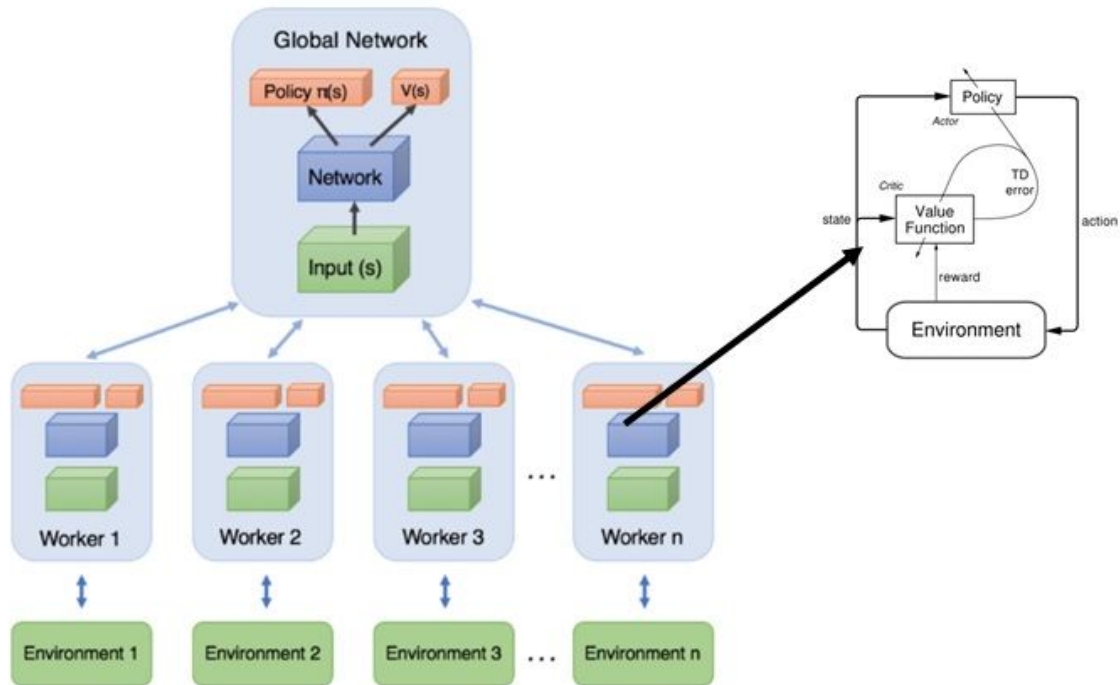 Global Network
Policy π(s)
V(s)
Network
Input (s)
Worker 1
Worker 2
Worker 3
...
Worker n
Environment 1
Environment 2
Environment 3
...
Environment n
Policy
Actor
TD
error
Critic
Value
Function
state
action
reward
Environment